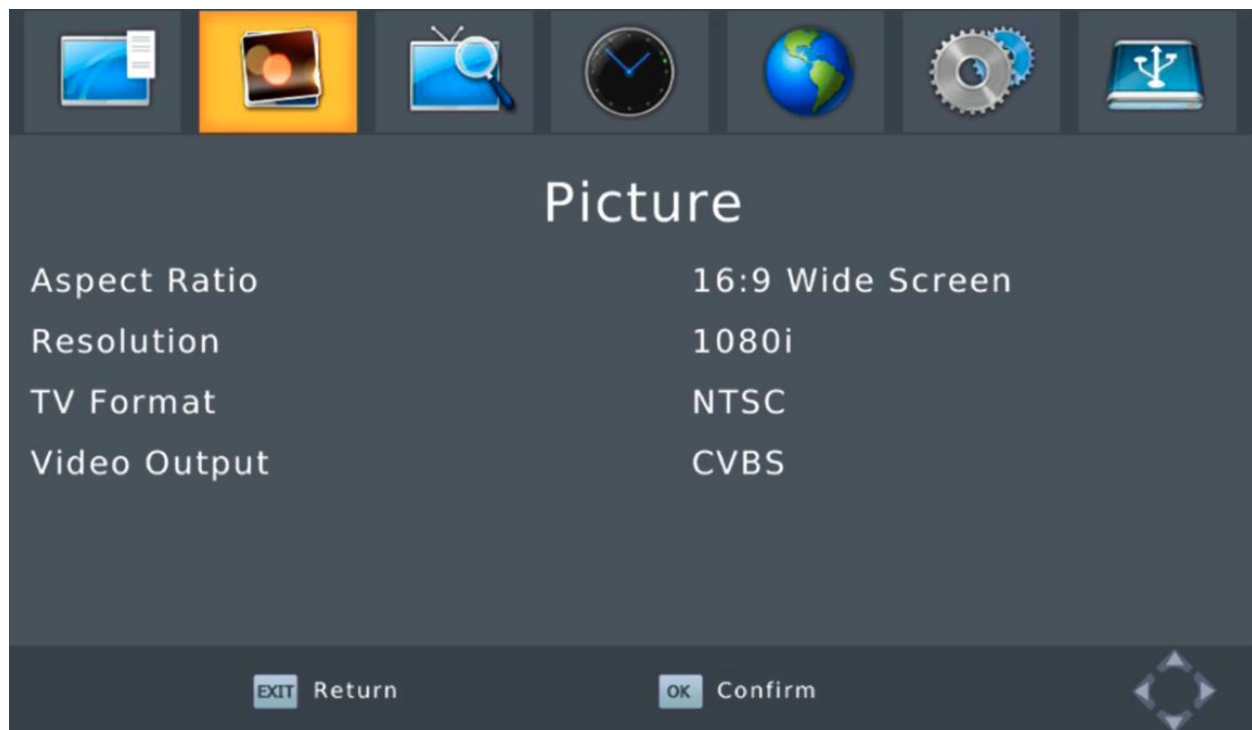 Picture
Aspect Ratio 16:9 Wide Screen
Resolution 1080i
TV Format NTSC
Video Output CVBS
EXIT Return OK Confirm